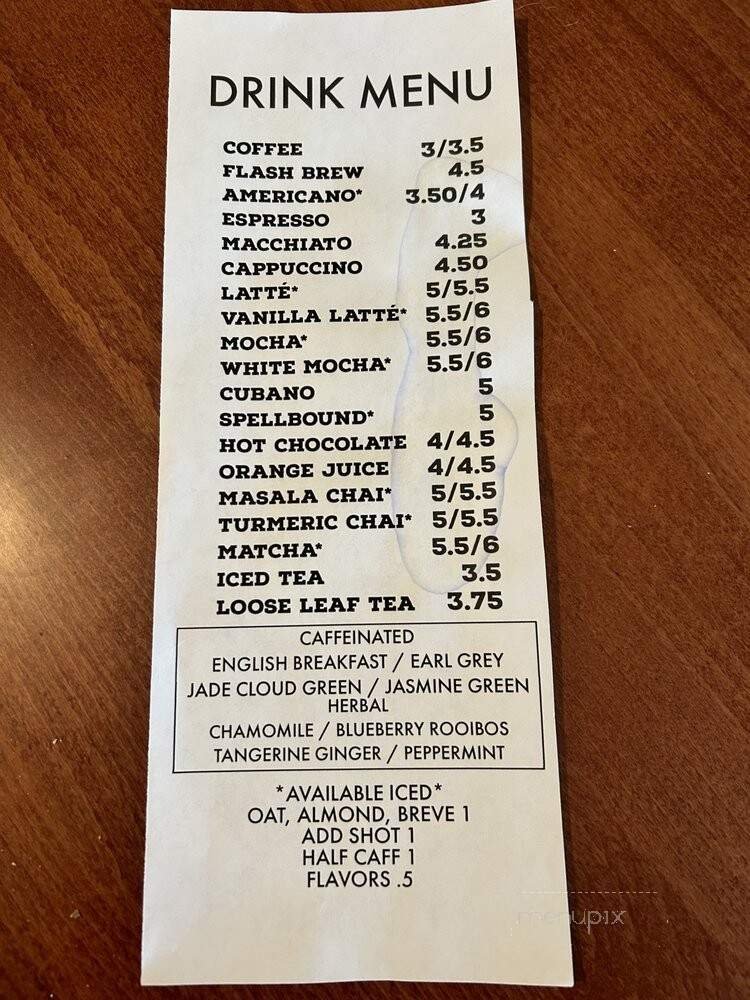 DRINK MENU
COFFEE 3/3.5
FLASH BREW 4.5
AMERICANO* 3.50/4
ESPRESSO 3
MACCHIATO 4.25
CAPPUCCINO 4.50
LATTÉ* 5/5.5
VANILLA LATTÉ* 5.5/6
MOCHA* 5.5/6
WHITE MOCHA* 5.5/6
CUBANO 5
SPELLBOUND* 5
HOT CHOCOLATE 4/4.5
ORANGE JUICE 4/4.5
MASALA CHAI* 5/5.5
TURMERIC CHAI* 5/5.5
MATCHA* 5.5/6
ICED TEA 3.5
LOOSE LEAF TEA 3.75
CAFFEINATED
ENGLISH BREAKFAST / EARL GREY
JADE CLOUD GREEN / JASMINE GREEN
HERBAL
CHAMOMILE / BLUEBERRY ROOIBOS
TANGERINE GINGER / PEPPERMINT
*AVAILABLE ICED*
OAT, ALMOND, BREVE 1
ADD SHOT 1
HALF CAFF 1
FLAVORS .5
menupix